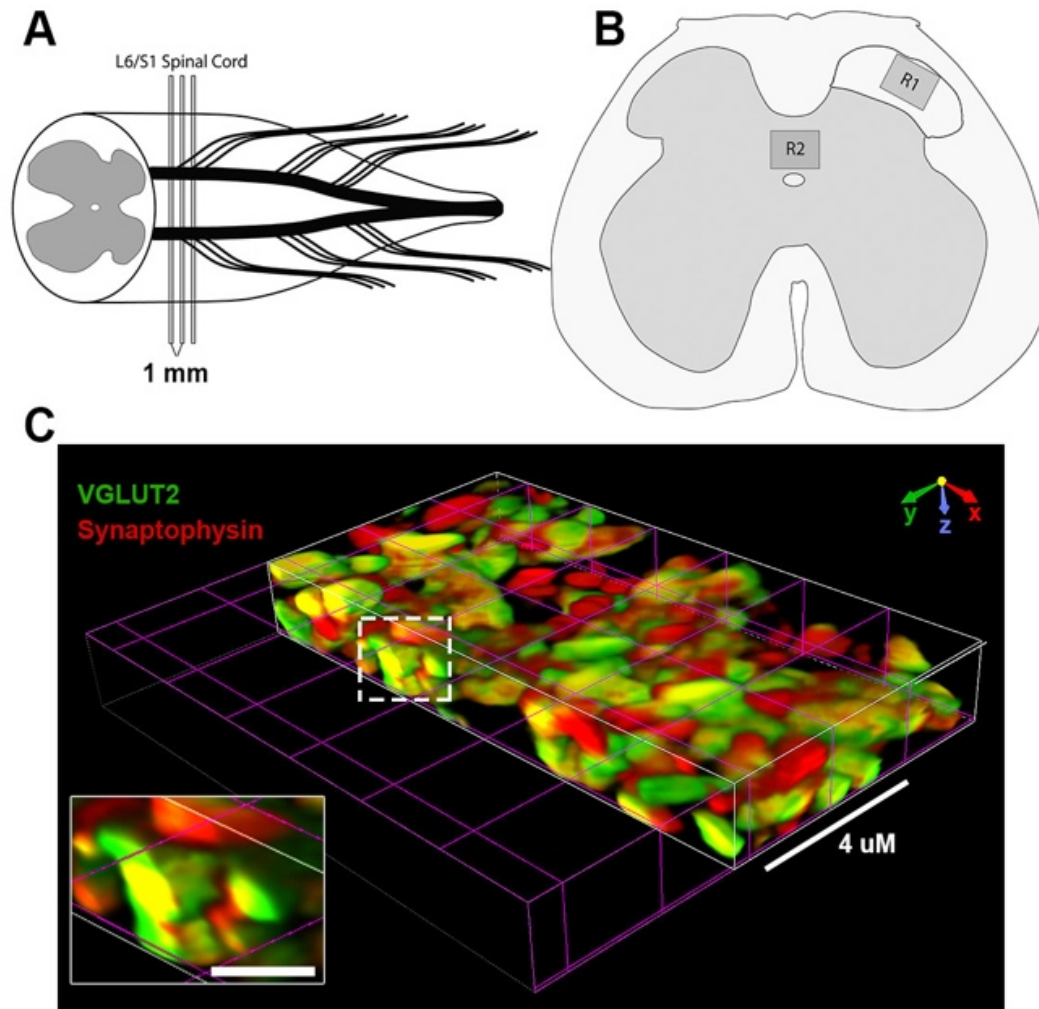 A
L6/S1 Spinal Cord
1 mm
B
R1
R2
C
VGLUT2
Synaptophysin
y
z
x
4 uM